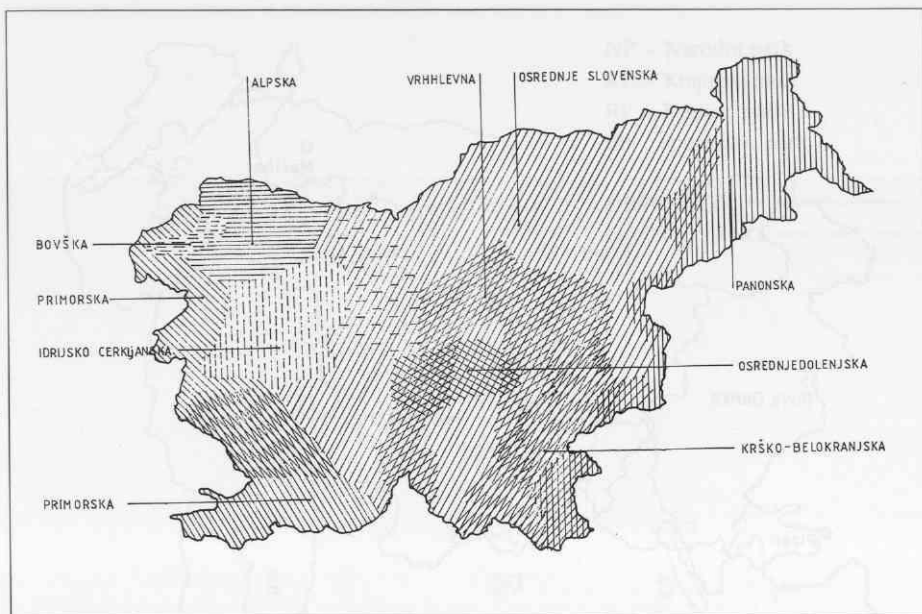 ALPSKA
VRHHLEVNA
OSREDNJE SLOVENSKA
BOVŠKA
PRIMORSKA
PANONSKA
IDRIJSKO CERKLJANSKA
OSREDNJEDOLENJSKA
KRŠKO-BELOKRANJSKA
PRIMORSKA